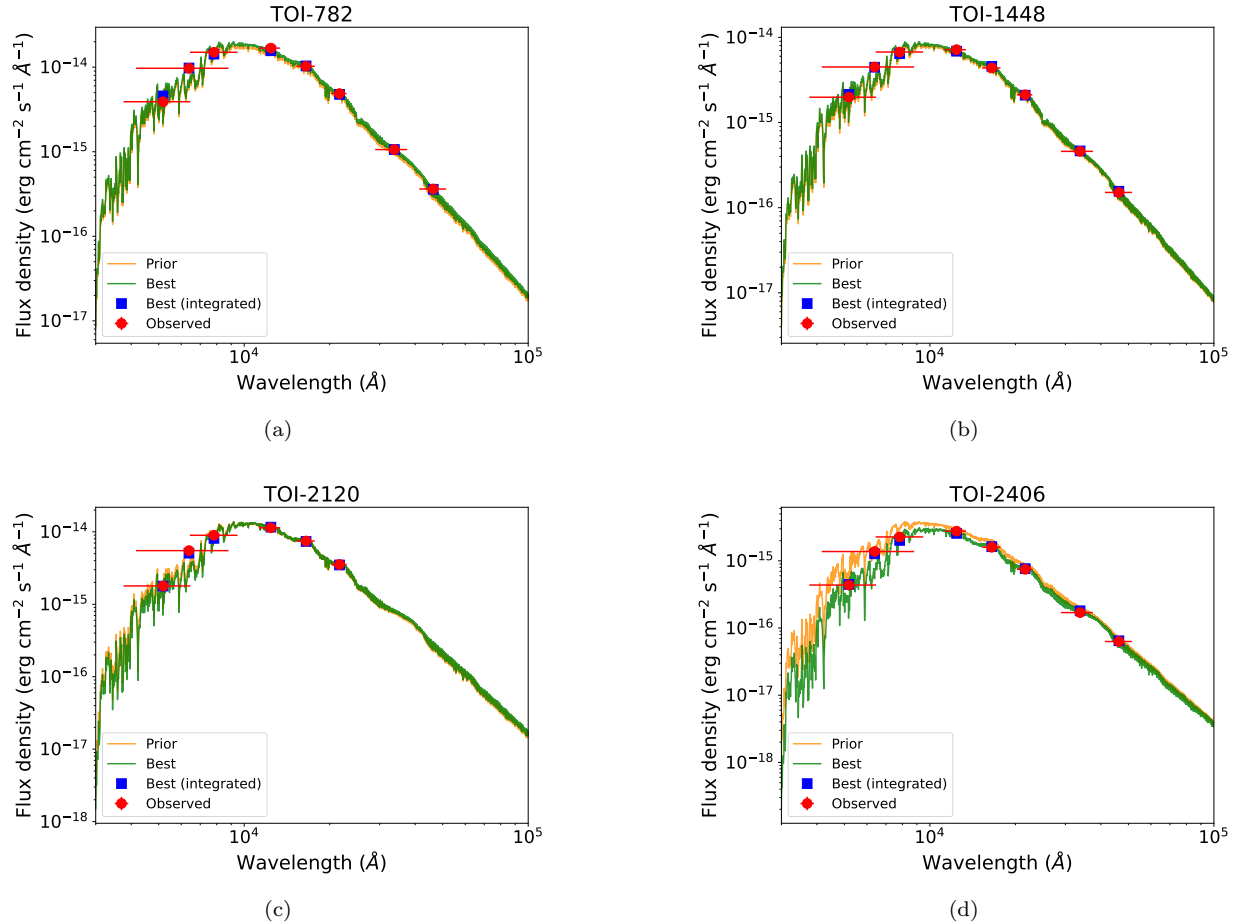 TOI-782
Flux density (erg cm⁻² s⁻¹ Å⁻¹)
10⁻¹⁴
10⁻¹⁵
10⁻¹⁶
10⁻¹⁷
Prior
Best
Best (integrated)
Observed
10⁴
10⁵
Wavelength (Å)
(a)
TOI-1448
Flux density (erg cm⁻² s⁻¹ Å⁻¹)
10⁻¹⁴
10⁻¹⁵
10⁻¹⁶
10⁻¹⁷
Prior
Best
Best (integrated)
Observed
10⁴
10⁵
Wavelength (Å)
(b)
TOI-2120
Flux density (erg cm⁻² s⁻¹ Å⁻¹)
10⁻¹⁴
10⁻¹⁵
10⁻¹⁶
10⁻¹⁷
10⁻¹⁸
Prior
Best
Best (integrated)
Observed
10⁴
10⁵
Wavelength (Å)
(c)
TOI-2406
Flux density (erg cm⁻² s⁻¹ Å⁻¹)
10⁻¹⁵
10⁻¹⁶
10⁻¹⁷
10⁻¹⁸
Prior
Best
Best (integrated)
Observed
10⁴
10⁵
Wavelength (Å)
(d)